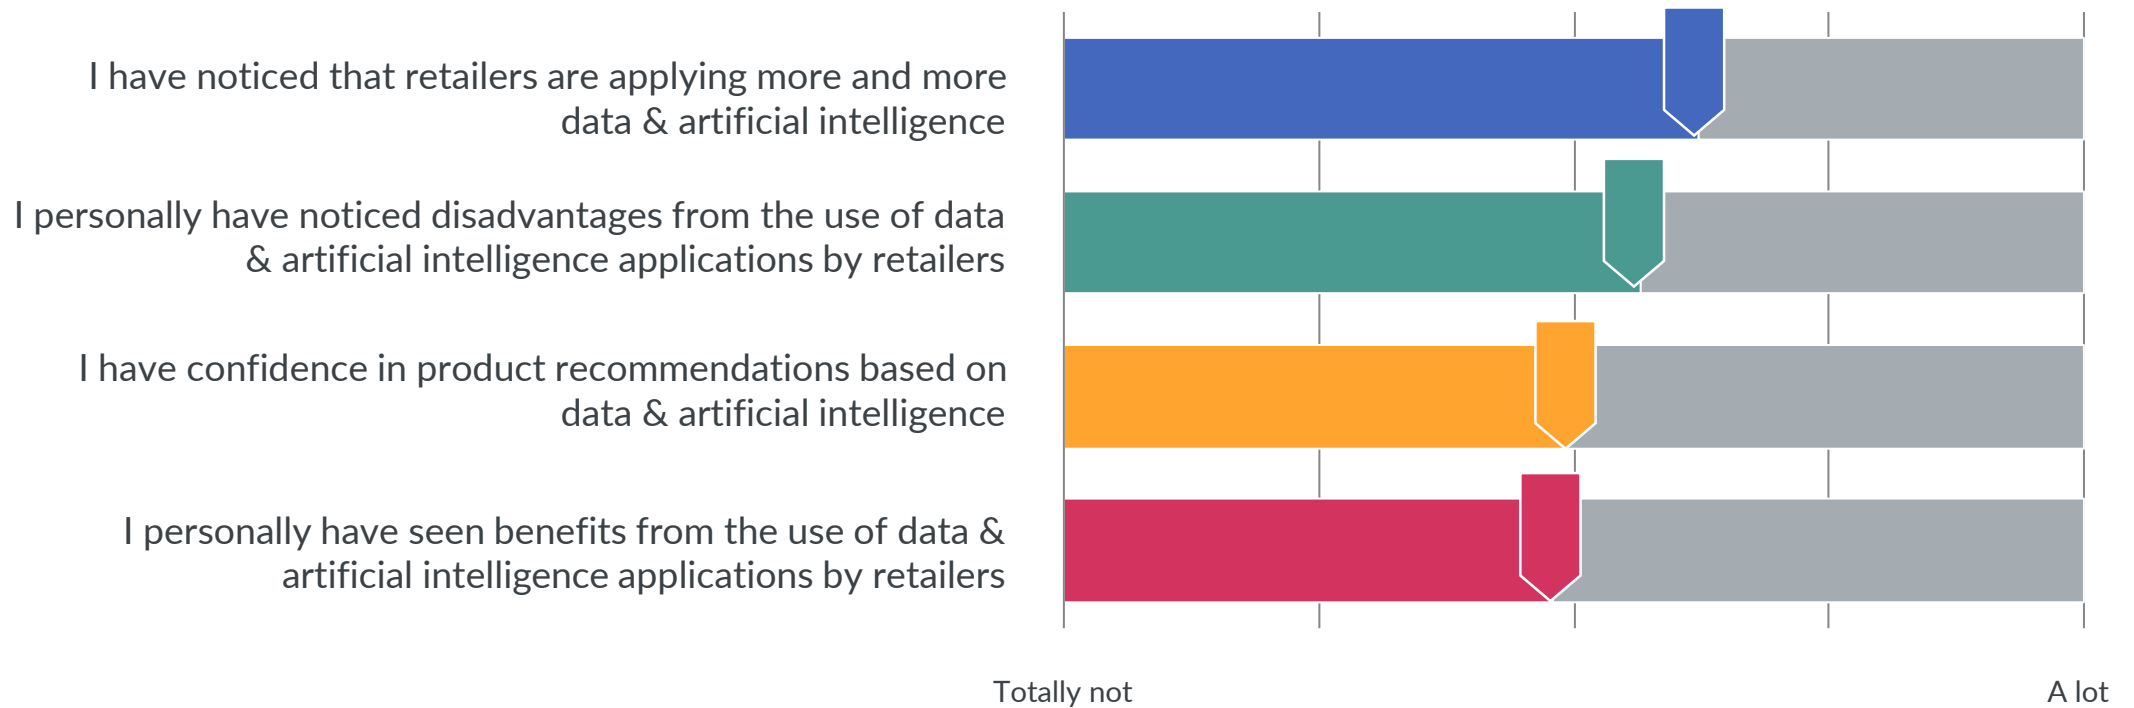 I have noticed that retailers are applying more and more
data & artificial intelligence
I personally have noticed disadvantages from the use of data
& artificial intelligence applications by retailers
I have confidence in product recommendations based on
data & artificial intelligence
I personally have seen benefits from the use of data &
artificial intelligence applications by retailers
Totally not
A lot